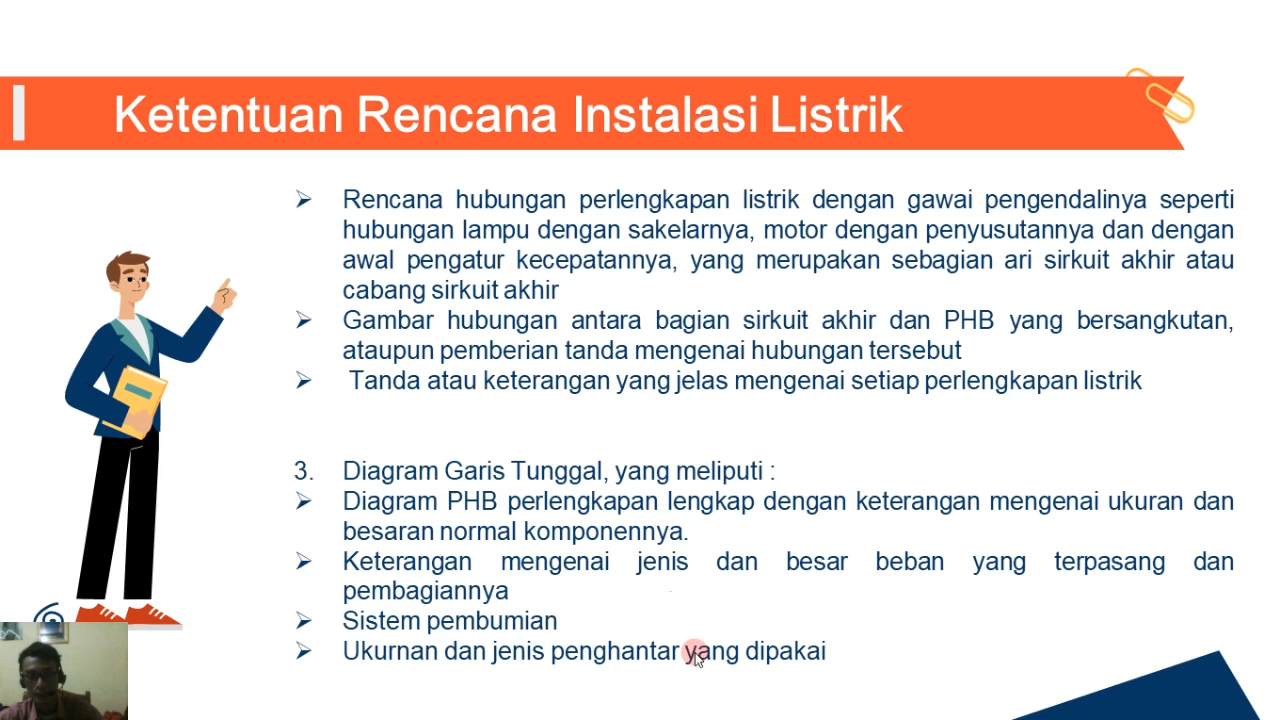 Ketentuan Rencana Instalasi Listrik
➢ Rencana hubungan perlengkapan listrik dengan gawai pengendalinya seperti
hubungan lampu dengan sakelarnya, motor dengan penyusutannya dan dengan
awal pengatur kecepatannya, yang merupakan sebagian ari sirkuit akhir atau
cabang sirkuit akhir
➢ Gambar hubungan antara bagian sirkuit akhir dan PHB yang bersangkutan,
ataupun pemberian tanda mengenai hubungan tersebut
➢ Tanda atau keterangan yang jelas mengenai setiap perlengkapan listrik
3. Diagram Garis Tunggal, yang meliputi :
➢ Diagram PHB perlengkapan lengkap dengan keterangan mengenai ukuran dan
besaran normal komponennya.
➢ Keterangan mengenai jenis dan besar beban yang terpasang dan
pembagiannya
➢ Sistem pembumian
➢ Ukurnan dan jenis penghantar yang dipakai